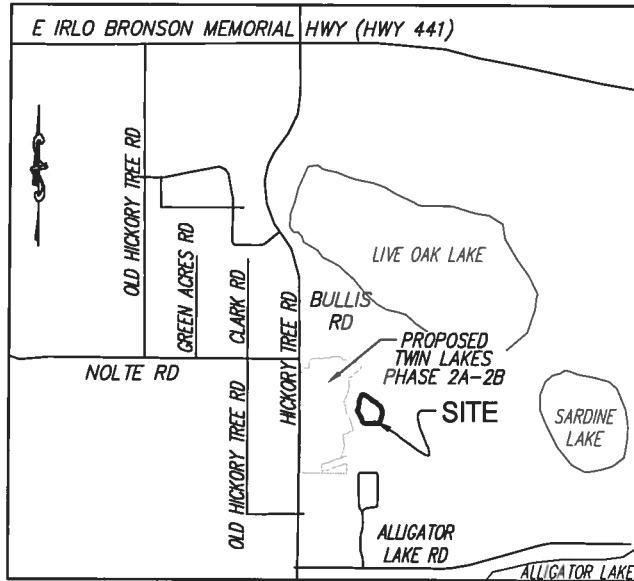 E IRLO BRONSON MEMORIAL HWY (HWY 441)
OLD HICKORY TREE RD
GREEN ACRES RD
CLARK RD
HICKORY TREE RD
LIVE OAK LAKE
BULLIS
RD
PROPOSED
TWIN LAKES
PHASE 2A-2B
NOLTE RD
SITE
SARDINE
LAKE
OLD HICKORY TREE RD
ALLIGATOR
LAKE RD
ALLIGATOR LAKE